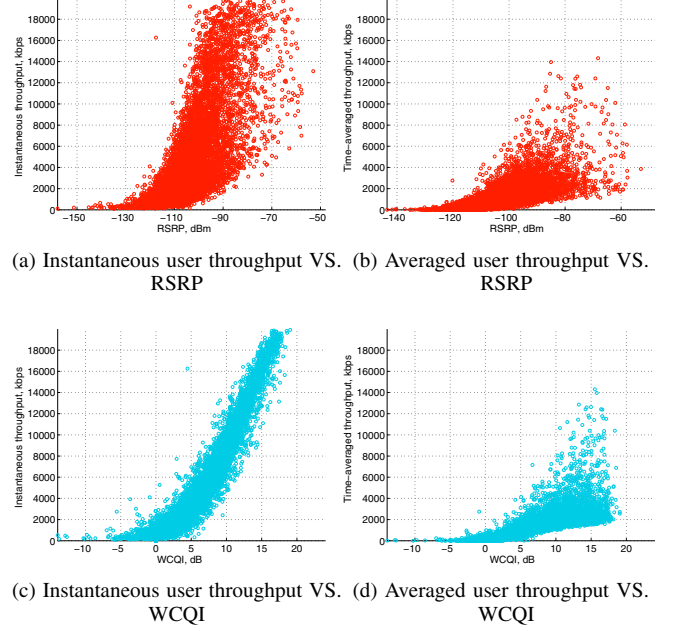 18000
16000
14000
12000
10000
8000
6000
4000
2000
0
Instantaneous throughput, kbps
−150 −130 −110 −90 −70 −50
RSRP, dBm
18000
16000
14000
12000
10000
8000
6000
4000
2000
0
Time−averaged throughput, kbps
−140 −120 −100 −80 −60
RSRP, dBm
(a) Instantaneous user throughput VS.
RSRP
(b) Averaged user throughput VS.
RSRP
18000
16000
14000
12000
10000
8000
6000
4000
2000
0
Instantaneous throughput, kbps
−10 −5 0 5 10 15 20
WCQI, dB
18000
16000
14000
12000
10000
8000
6000
4000
2000
0
Time−averaged throughput, kbps
−10 −5 0 5 10 15 20
WCQI, dB
(c) Instantaneous user throughput VS.
WCQI
(d) Averaged user throughput VS.
WCQI